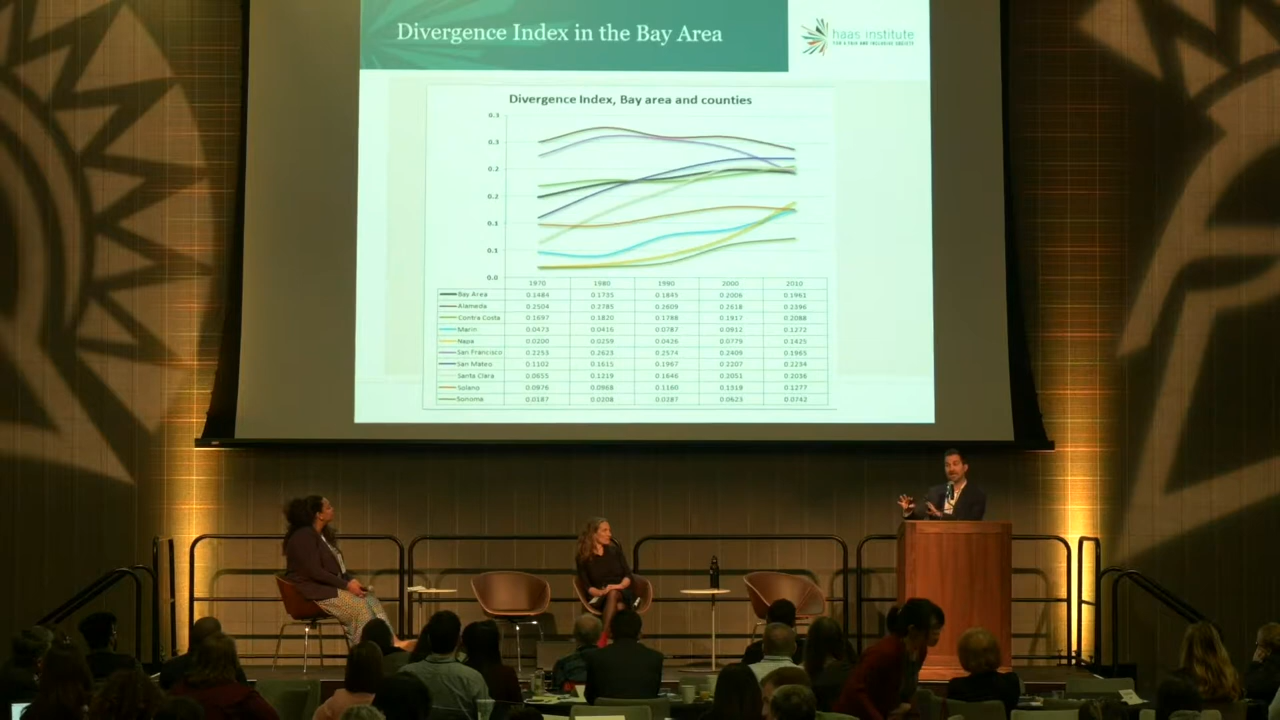 Divergence Index in the Bay Area
haas institute
FOR A FAIR AND INCLUSIVE SOCIETY
Divergence Index, Bay area and counties
0.3
0.3
0.2
0.2
0.1
0.1
0.0
1970 1980 1990 2000 2010
Bay Area 0.1484 0.1735 0.1845 0.2006 0.1961
Alameda 0.2504 0.2785 0.2609 0.2618 0.2396
Contra Costa 0.1697 0.1820 0.1788 0.1917 0.2088
Marin 0.0473 0.0416 0.0787 0.0912 0.1272
Napa 0.0200 0.0259 0.0426 0.0779 0.1425
San Francisco 0.2253 0.2623 0.2574 0.2409 0.1965
San Mateo 0.1102 0.1615 0.1967 0.2207 0.2234
Santa Clara 0.0655 0.1219 0.1646 0.2051 0.2036
Solano 0.0976 0.0968 0.1160 0.1319 0.1277
Sonoma 0.0187 0.0208 0.0287 0.0623 0.0742